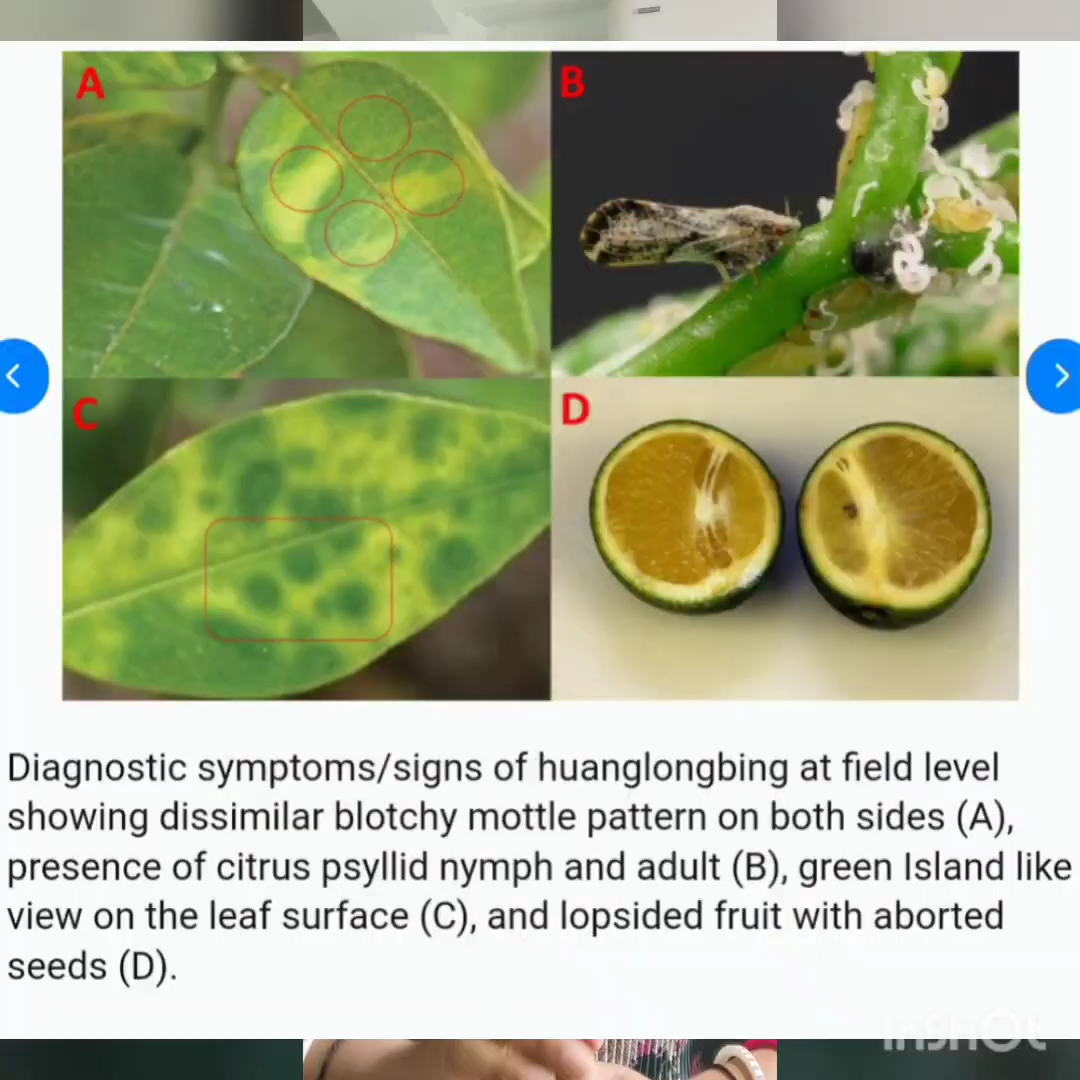 A
B
C
D
Diagnostic symptoms/signs of huanglongbing at field level
showing dissimilar blotchy mottle pattern on both sides (A),
presence of citrus psyllid nymph and adult (B), green Island like
view on the leaf surface (C), and lopsided fruit with aborted
seeds (D).
InShOt